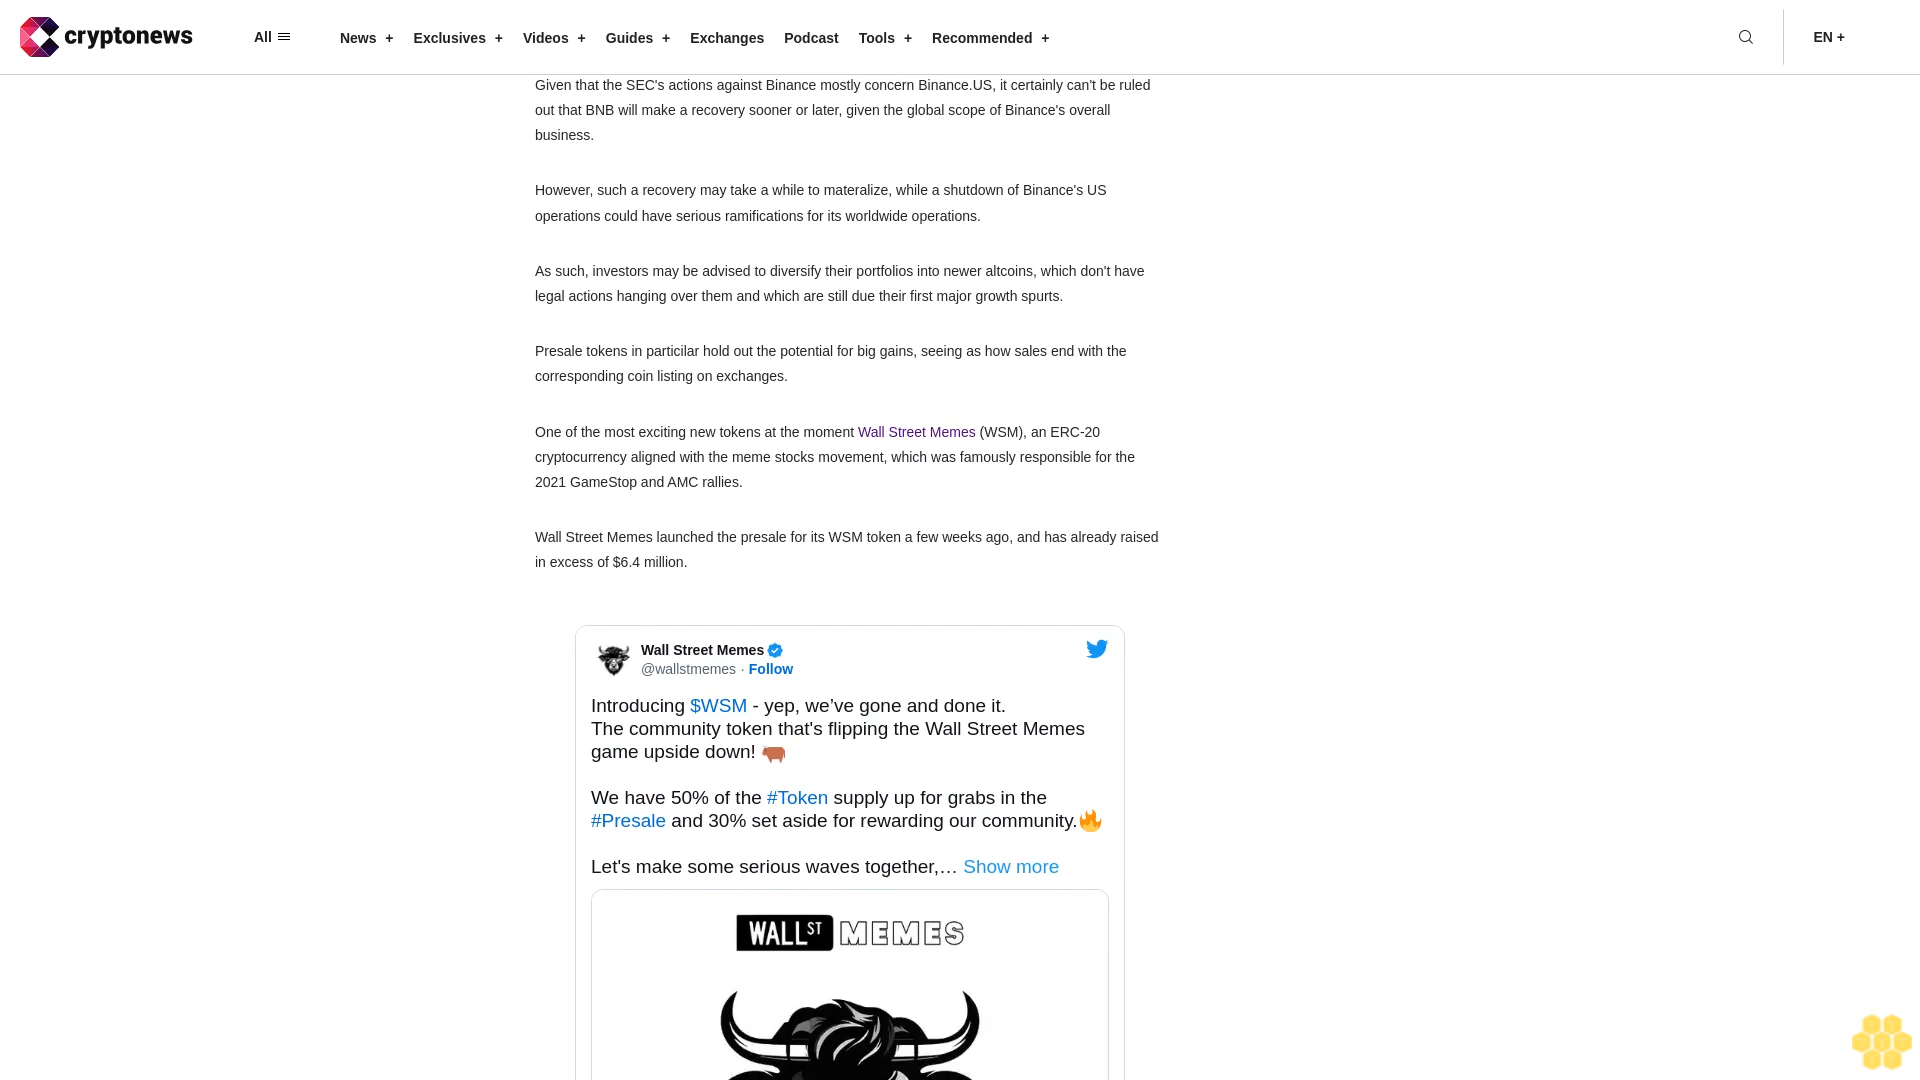 cryptonews
All
News +
Exclusives +
Videos +
Guides +
Exchanges
Podcast
Tools +
Recommended +
EN +
Given that the SEC's actions against Binance mostly concern Binance.US, it certainly can't be ruled
out that BNB will make a recovery sooner or later, given the global scope of Binance's overall
business.
However, such a recovery may take a while to materalize, while a shutdown of Binance's US
operations could have serious ramifications for its worldwide operations.
As such, investors may be advised to diversify their portfolios into newer altcoins, which don't have
legal actions hanging over them and which are still due their first major growth spurts.
Presale tokens in particilar hold out the potential for big gains, seeing as how sales end with the
corresponding coin listing on exchanges.
One of the most exciting new tokens at the moment Wall Street Memes (WSM), an ERC-20
cryptocurrency aligned with the meme stocks movement, which was famously responsible for the
2021 GameStop and AMC rallies.
Wall Street Memes launched the presale for its WSM token a few weeks ago, and has already raised
in excess of $6.4 million.
Wall Street Memes
@wallstmemes · Follow
Introducing $WSM - yep, we’ve gone and done it.
The community token that's flipping the Wall Street Memes
game upside down! 🐂
We have 50% of the #Token supply up for grabs in the
#Presale and 30% set aside for rewarding our community.🔥
Let's make some serious waves together,… Show more
WALL ST MEMES